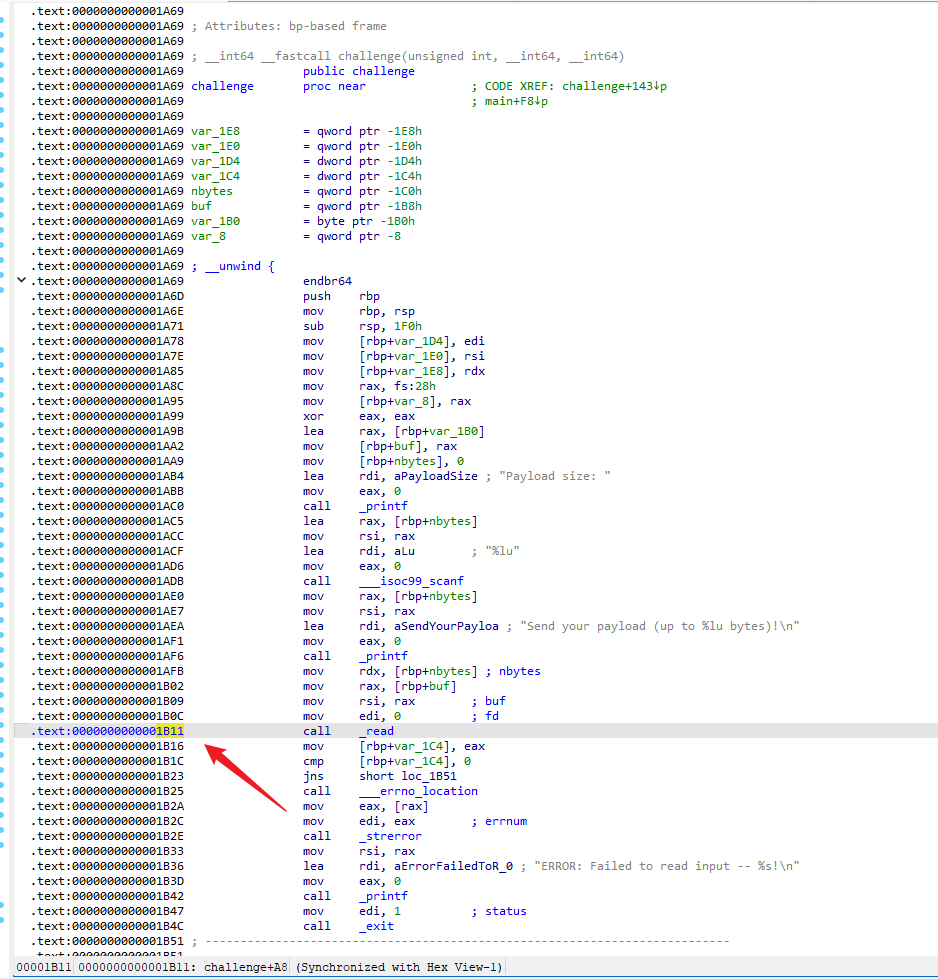 .text:0000000000001A69
.text:0000000000001A69 ; Attributes: bp-based frame
.text:0000000000001A69
.text:0000000000001A69 ; __int64 __fastcall challenge(unsigned int, __int64, __int64)
.text:0000000000001A69                 public challenge
.text:0000000000001A69 challenge       proc near               ; CODE XREF: challenge+143↓p
.text:0000000000001A69                                         ; main+F8↓p
.text:0000000000001A69
.text:0000000000001A69 var_1E8         = qword ptr -1E8h
.text:0000000000001A69 var_1E0         = qword ptr -1E0h
.text:0000000000001A69 var_1D4         = dword ptr -1D4h
.text:0000000000001A69 var_1C4         = dword ptr -1C4h
.text:0000000000001A69 nbytes          = qword ptr -1C0h
.text:0000000000001A69 buf             = qword ptr -1B8h
.text:0000000000001A69 var_1B0         = byte ptr -1B0h
.text:0000000000001A69 var_8           = qword ptr -8
.text:0000000000001A69
.text:0000000000001A69 ; __unwind {
.text:0000000000001A69                 endbr64
.text:0000000000001A6D                 push    rbp
.text:0000000000001A6E                 mov     rbp, rsp
.text:0000000000001A71                 sub     rsp, 1F0h
.text:0000000000001A78                 mov     [rbp+var_1D4], edi
.text:0000000000001A7E                 mov     [rbp+var_1E0], rsi
.text:0000000000001A85                 mov     [rbp+var_1E8], rdx
.text:0000000000001A8C                 mov     rax, fs:28h
.text:0000000000001A95                 mov     [rbp+var_8], rax
.text:0000000000001A99                 xor     eax, eax
.text:0000000000001A9B                 lea     rax, [rbp+var_1B0]
.text:0000000000001AA2                 mov     [rbp+buf], rax
.text:0000000000001AA9                 mov     [rbp+nbytes], 0
.text:0000000000001AB4                 lea     rdi, aPayloadSize ; "Payload size: "
.text:0000000000001ABB                 mov     eax, 0
.text:0000000000001AC0                 call    _printf
.text:0000000000001AC5                 lea     rax, [rbp+nbytes]
.text:0000000000001ACC                 mov     rsi, rax
.text:0000000000001ACF                 lea     rdi, aLu        ; "%lu"
.text:0000000000001AD6                 mov     eax, 0
.text:0000000000001ADB                 call    ___isoc99_scanf
.text:0000000000001AE0                 mov     rax, [rbp+nbytes]
.text:0000000000001AE7                 mov     rsi, rax
.text:0000000000001AEA                 lea     rdi, aSendYourPayloa ; "Send your payload (up to %lu bytes)!\n"
.text:0000000000001AF1                 mov     eax, 0
.text:0000000000001AF6                 call    _printf
.text:0000000000001AFB                 mov     rdx, [rbp+nbytes] ; nbytes
.text:0000000000001B02                 mov     rax, [rbp+buf]
.text:0000000000001B09                 mov     rsi, rax        ; buf
.text:0000000000001B0C                 mov     edi, 0          ; fd
.text:0000000000001B11                 call    _read
.text:0000000000001B16                 mov     [rbp+var_1C4], eax
.text:0000000000001B1C                 cmp     [rbp+var_1C4], 0
.text:0000000000001B23                 jns     short loc_1B51
.text:0000000000001B25                 call    ___errno_location
.text:0000000000001B2A                 mov     eax, [rax]
.text:0000000000001B2C                 mov     edi, eax        ; errnum
.text:0000000000001B2E                 call    _strerror
.text:0000000000001B33                 mov     rsi, rax
.text:0000000000001B36                 lea     rdi, aErrorFailedToR_0 ; "ERROR: Failed to read input -- %s!\n"
.text:0000000000001B3D                 mov     eax, 0
.text:0000000000001B42                 call    _printf
.text:0000000000001B47                 mov     edi, 1          ; status
.text:0000000000001B4C                 call    _exit
.text:0000000000001B51 ; ---------------------------------------------------------------------------
.text:0000000000001B51
00001B11 0000000000001B11: challenge+A8 (Synchronized with Hex View-1)